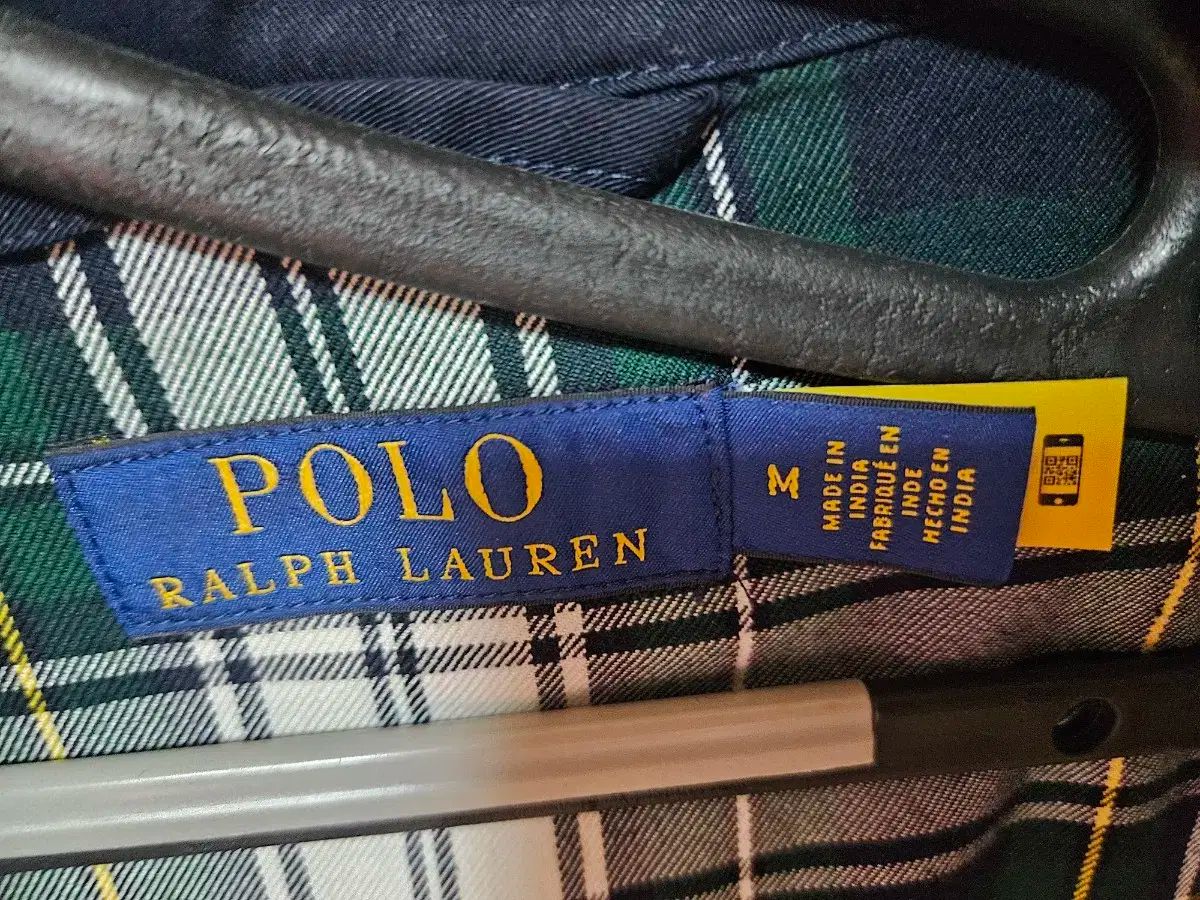 POLO
RALPH LAUREN
M
MADE IN
INDIA
FABRIQUÉ EN
INDE
HECHO EN
INDIA